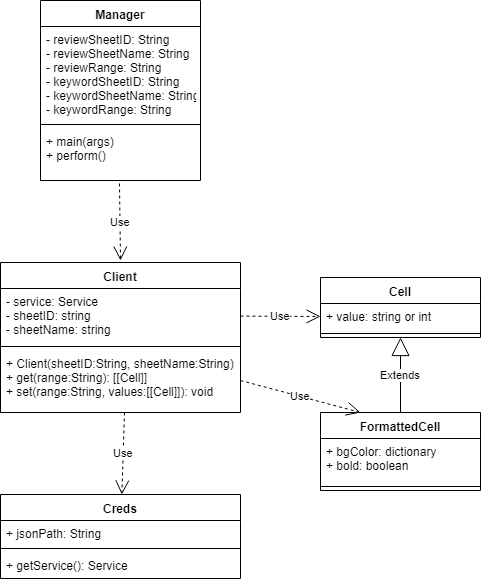 Manager
- reviewSheetID: String
- reviewSheetName: String
- reviewRange: String
- keywordSheetID: String
- keywordSheetName: String
- keywordRange: String
+ main(args)
+ perform()
Use
Client
- service: Service
- sheetID: string
- sheetName: string
+ Client(sheetID:String, sheetName:String)
+ get(range:String): [[Cell]]
+ set(range:String, values:[[Cell]]): void
Use
Cell
+ value: string or int
Extends
Use
FormattedCell
+ bgColor: dictionary
+ bold: boolean
Use
Creds
+ jsonPath: String
+ getService(): Service